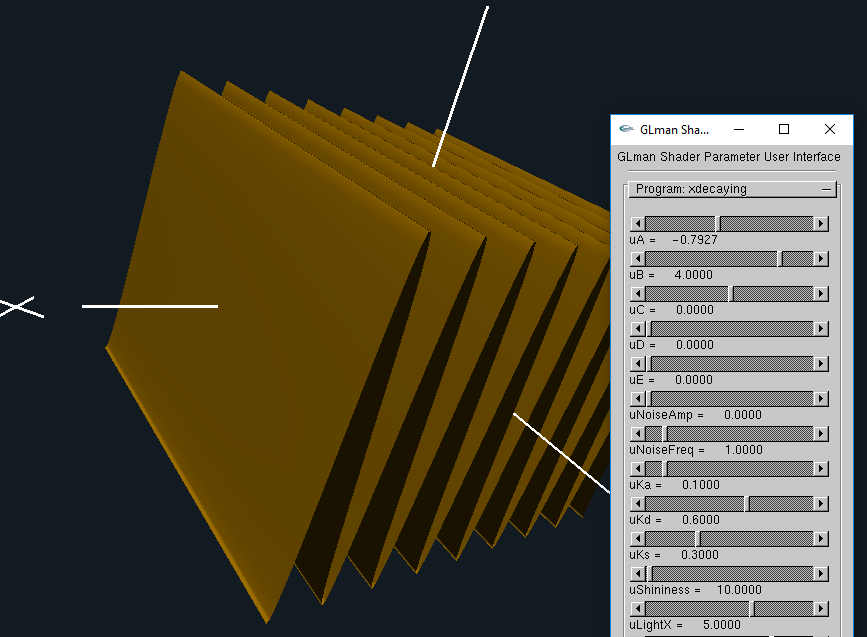 X
GLman Sha...
GLman Shader Parameter User Interface
Program: xdecaying
uA = -0.7927
uB = 4.0000
uC = 0.0000
uD = 0.0000
uE = 0.0000
uNoiseAmp = 0.0000
uNoiseFreq = 1.0000
uKa = 0.1000
uKd = 0.6000
uKs = 0.3000
uShininess = 10.0000
uLightX = 5.0000